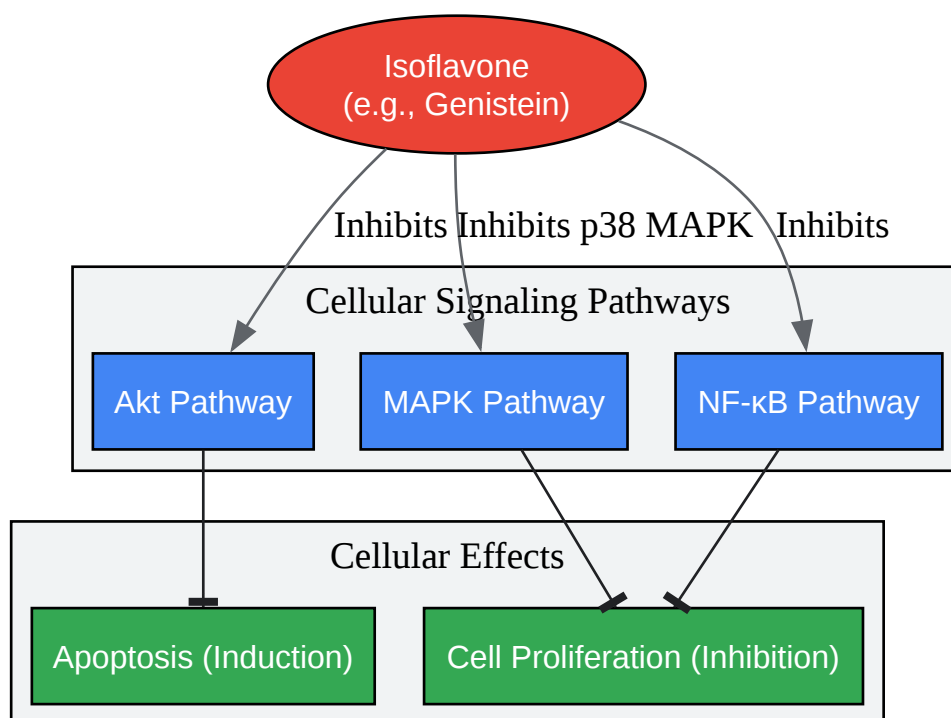 Isoflavone
(e.g., Genistein)
Inhibits
Inhibits p38 MAPK
Inhibits
Cellular Signaling Pathways
Akt Pathway
MAPK Pathway
NF-κB Pathway
Cellular Effects
Apoptosis (Induction)
Cell Proliferation (Inhibition)